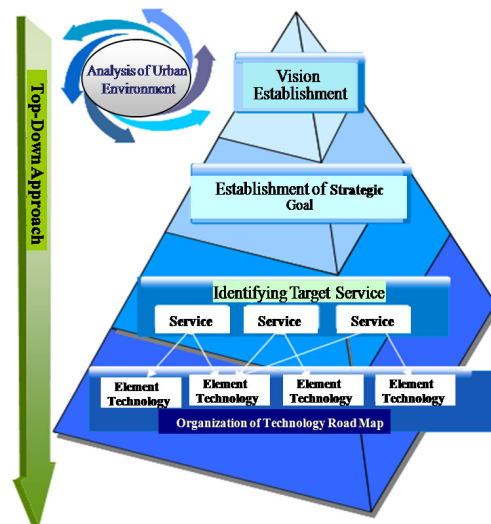 Analysis of Urban
Environment
Vision
Establishment
Top-Down Approach
Establishment of Strategic
Goal
Identifying Target Service
Service
Service
Service
Element
Technology
Element
Technology
Element
Technology
Element
Technology
Organization of Technology Road Map